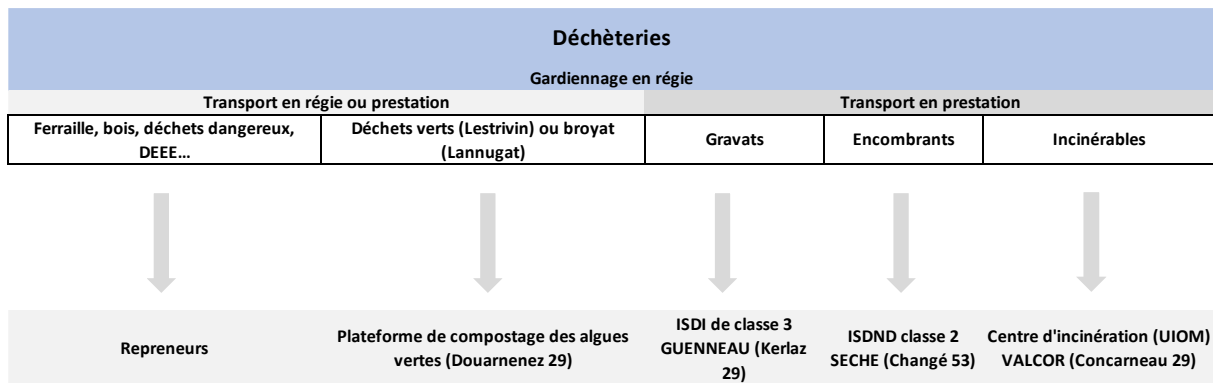 Déchèteries
Gardiennage en régie
Transport en régie ou prestation
Transport en prestation
Ferraille, bois, déchets dangereux,
DEEE...
Déchets verts (Lestrivin) ou broyat
(Lannugat)
Gravats
Encombrants
Incinérables
Repreneurs
Plateforme de compostage des algues
vertes (Douarnenez 29)
ISDI de classe 3
GUENNEAU (Kerlaz
29)
ISDND classe 2
SECHE (Changé 53)
Centre d'incinération (UIOM)
VALCOR (Concarneau 29)